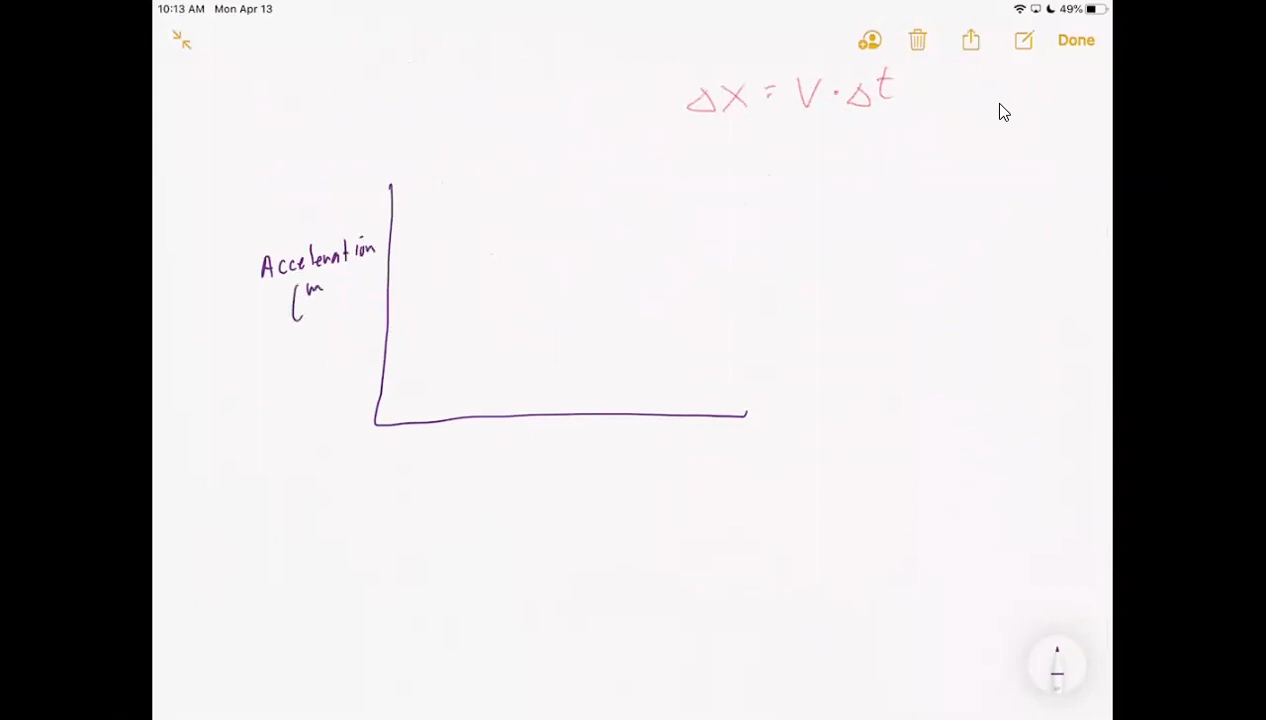 10:13 AM Mon Apr 13
49%
Done
Δx = V · Δt
Acceleration
(m